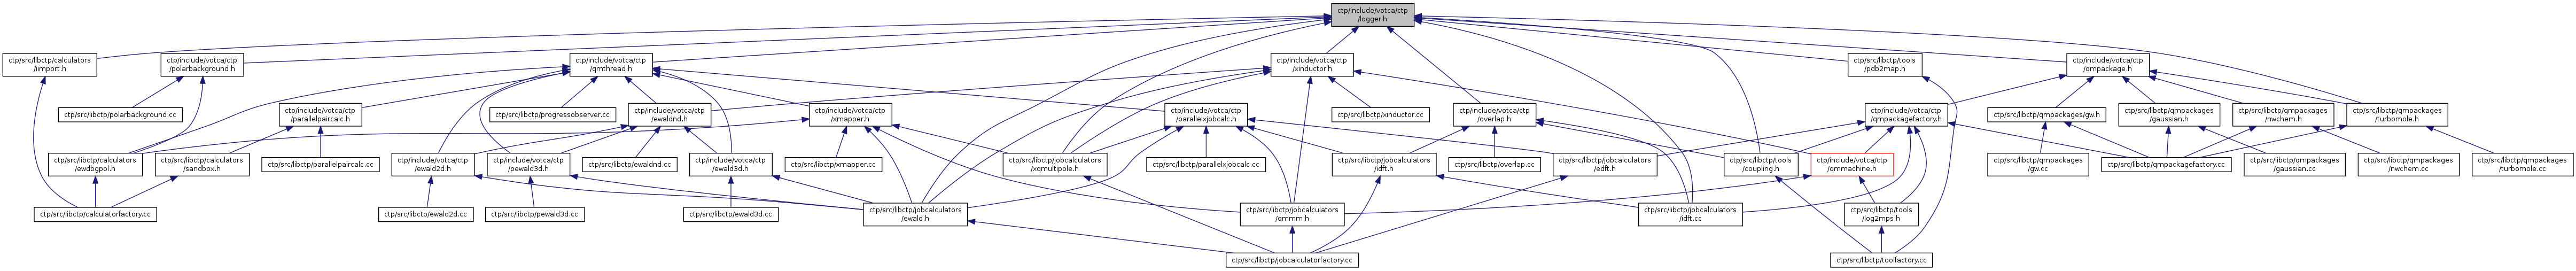 ctp/include/votca/ctp
/logger.h
ctp/src/libctp/calculators
/iimport.h
ctp/include/votca/ctp
/polarbackground.h
ctp/include/votca/ctp
/qmthread.h
ctp/include/votca/ctp
/xinductor.h
ctp/src/libctp/tools
/pdb2map.h
ctp/include/votca/ctp
/qmpackage.h
ctp/src/libctp/polarbackground.cc
ctp/include/votca/ctp
/parallelpaircalc.h
ctp/src/libctp/progressobserver.cc
ctp/include/votca/ctp
/ewaldnd.h
ctp/include/votca/ctp
/xmapper.h
ctp/include/votca/ctp
/parallelxjobcalc.h
ctp/src/libctp/xinductor.cc
ctp/include/votca/ctp
/overlap.h
ctp/include/votca/ctp
/qmpackagefactory.h
ctp/src/libctp/qmpackages/gw.h
ctp/src/libctp/qmpackages
/gaussian.h
ctp/src/libctp/qmpackages
/nwchem.h
ctp/src/libctp/qmpackages
/turbomole.h
ctp/src/libctp/calculators
/ewdbgpol.h
ctp/src/libctp/calculators
/sandbox.h
ctp/src/libctp/parallelpaircalc.cc
ctp/include/votca/ctp
/ewald2d.h
ctp/include/votca/ctp
/pewald3d.h
ctp/src/libctp/ewaldnd.cc
ctp/include/votca/ctp
/ewald3d.h
ctp/src/libctp/xmapper.cc
ctp/src/libctp/jobcalculators
/xqmultipole.h
ctp/src/libctp/parallelxjobcalc.cc
ctp/src/libctp/jobcalculators
/idft.h
ctp/src/libctp/overlap.cc
ctp/src/libctp/jobcalculators
/edft.h
ctp/src/libctp/tools
/coupling.h
ctp/include/votca/ctp
/qmmachine.h
ctp/src/libctp/qmpackages
/gw.cc
ctp/src/libctp/qmpackagefactory.cc
ctp/src/libctp/qmpackages
/gaussian.cc
ctp/src/libctp/qmpackages
/nwchem.cc
ctp/src/libctp/qmpackages
/turbomole.cc
ctp/src/libctp/calculatorfactory.cc
ctp/src/libctp/ewald2d.cc
ctp/src/libctp/pewald3d.cc
ctp/src/libctp/ewald3d.cc
ctp/src/libctp/jobcalculators
/ewald.h
ctp/src/libctp/jobcalculators
/qmmm.h
ctp/src/libctp/jobcalculators
/idft.cc
ctp/src/libctp/tools
/log2mps.h
ctp/src/libctp/jobcalculatorfactory.cc
ctp/src/libctp/toolfactory.cc